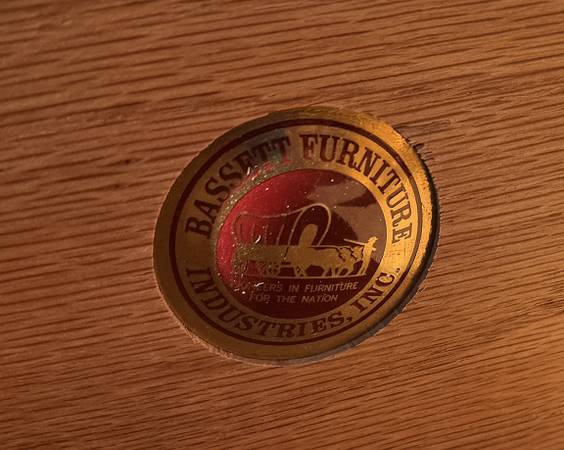 BASSETT FURNITURE
INDUSTRIES, INC.
IN FURNITURE
FOR THE NATION